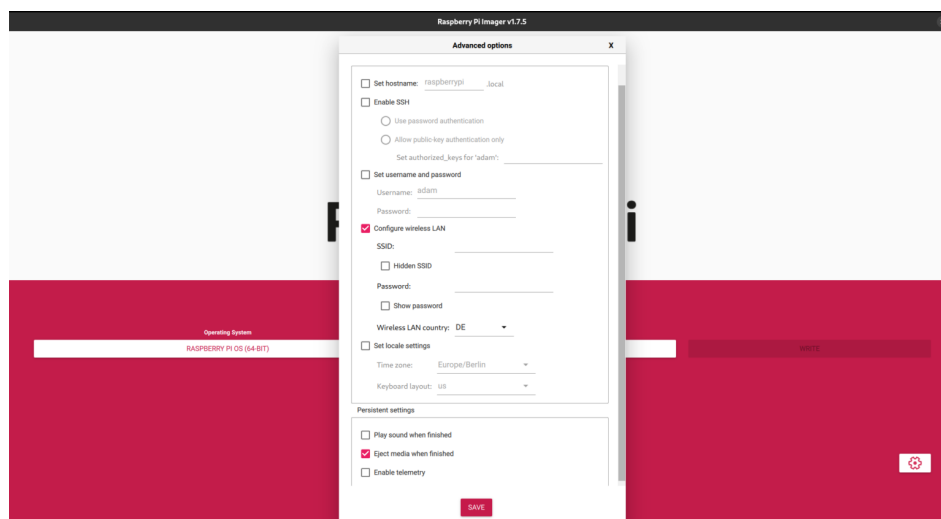 Raspberry Pi Imager v1.7.5
Advanced options X
Set hostname: raspberrypi .local
Enable SSH
Use password authentication
Allow public-key authentication only
Set authorized_keys for 'adam':
Set username and password
Username: adam
Password:
Configure wireless LAN
SSID:
Hidden SSID
Password:
Show password
Wireless LAN country: DE
Set locale settings
Time zone: Europe/Berlin
Keyboard layout: us
Persistent settings
Play sound when finished
Eject media when finished
Enable telemetry
SAVE
Operating System
RASPBERRY PI OS (64-BIT)
WRITE